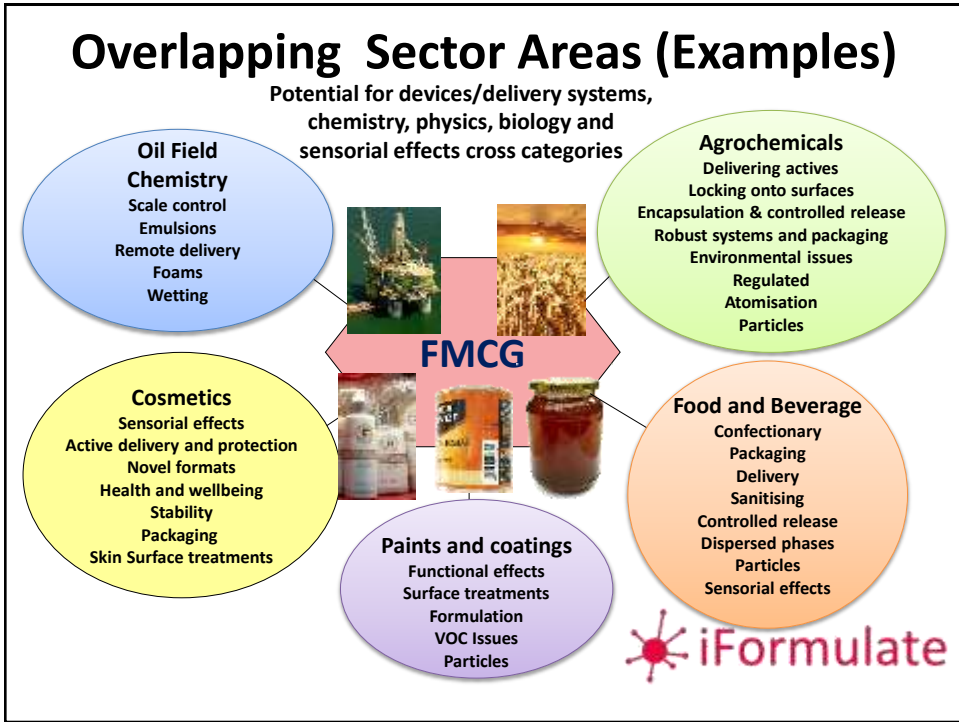 Overlapping  Sector Areas (Examples)
Potential for devices/delivery systems,
chemistry, physics, biology and
sensorial effects cross categories
Oil Field
Chemistry
Scale control
Emulsions
Remote delivery
Foams
Wetting
Agrochemicals
Delivering actives
Locking onto surfaces
Encapsulation & controlled release
Robust systems and packaging
Environmental issues
Regulated
Atomisation
Particles
FMCG
Cosmetics
Sensorial effects
Active delivery and protection
Novel formats
Health and wellbeing
Stability
Packaging
Skin Surface treatments
Paints and coatings
Functional effects
Surface treatments
Formulation
VOC Issues
Particles
Food and Beverage
Confectionary
Packaging
Delivery
Sanitising
Controlled release
Dispersed phases
Particles
Sensorial effects
iFormulate